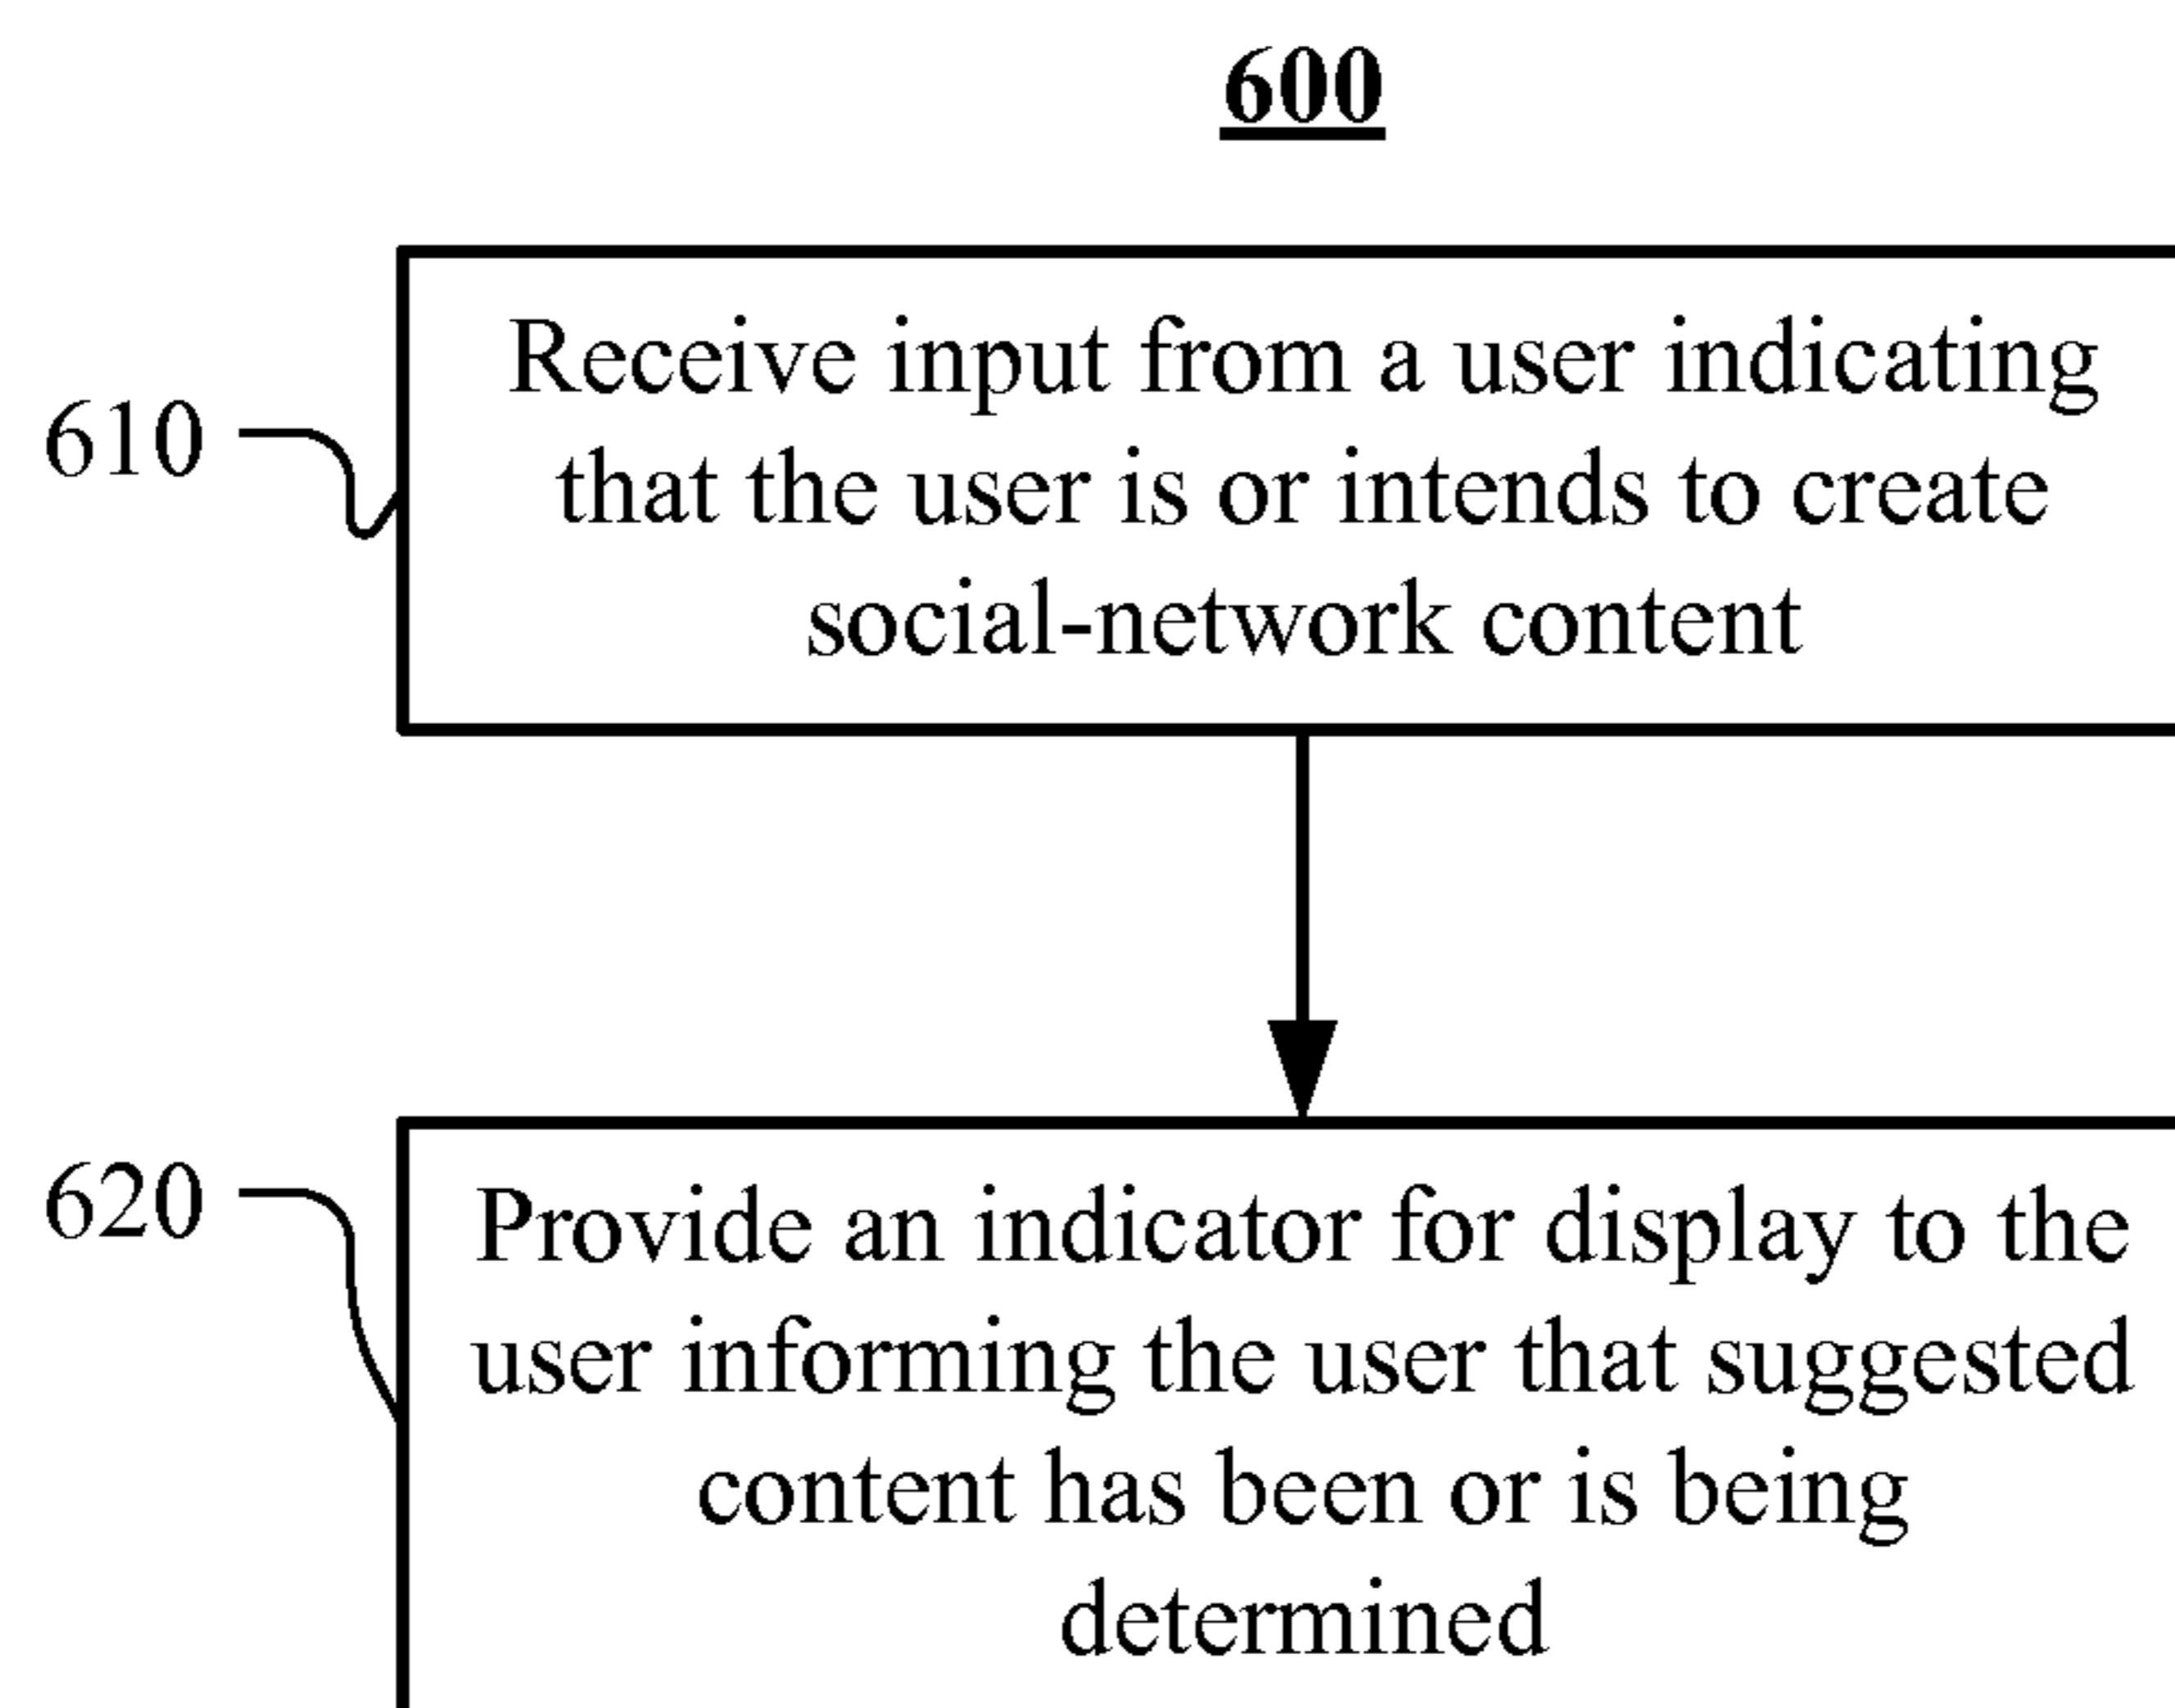 600
610
Receive input from a user indicating
that the user is or intends to create
social-network content
620
Provide an indicator for display to the
user informing the user that suggested
content has been or is being
determined